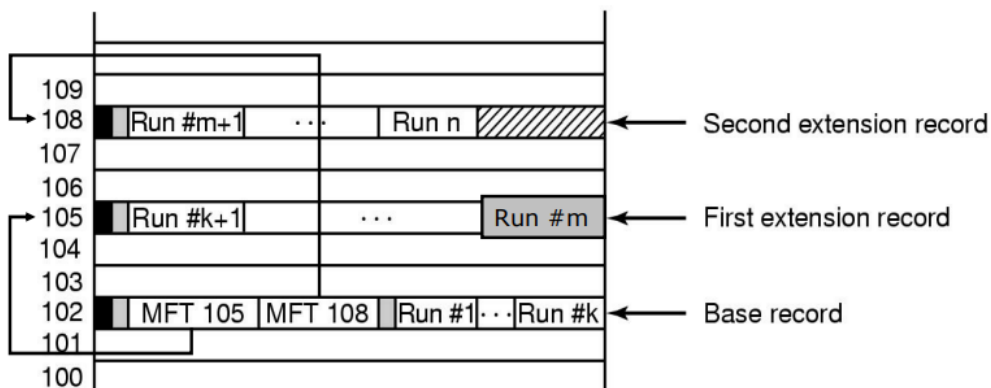 109
108 Run #m+1 ... Run n Second extension record
107
106
105 Run #k+1 ... Run #m First extension record
104
103
102 MFT 105 MFT 108 Run #1 ... Run #k Base record
101
100